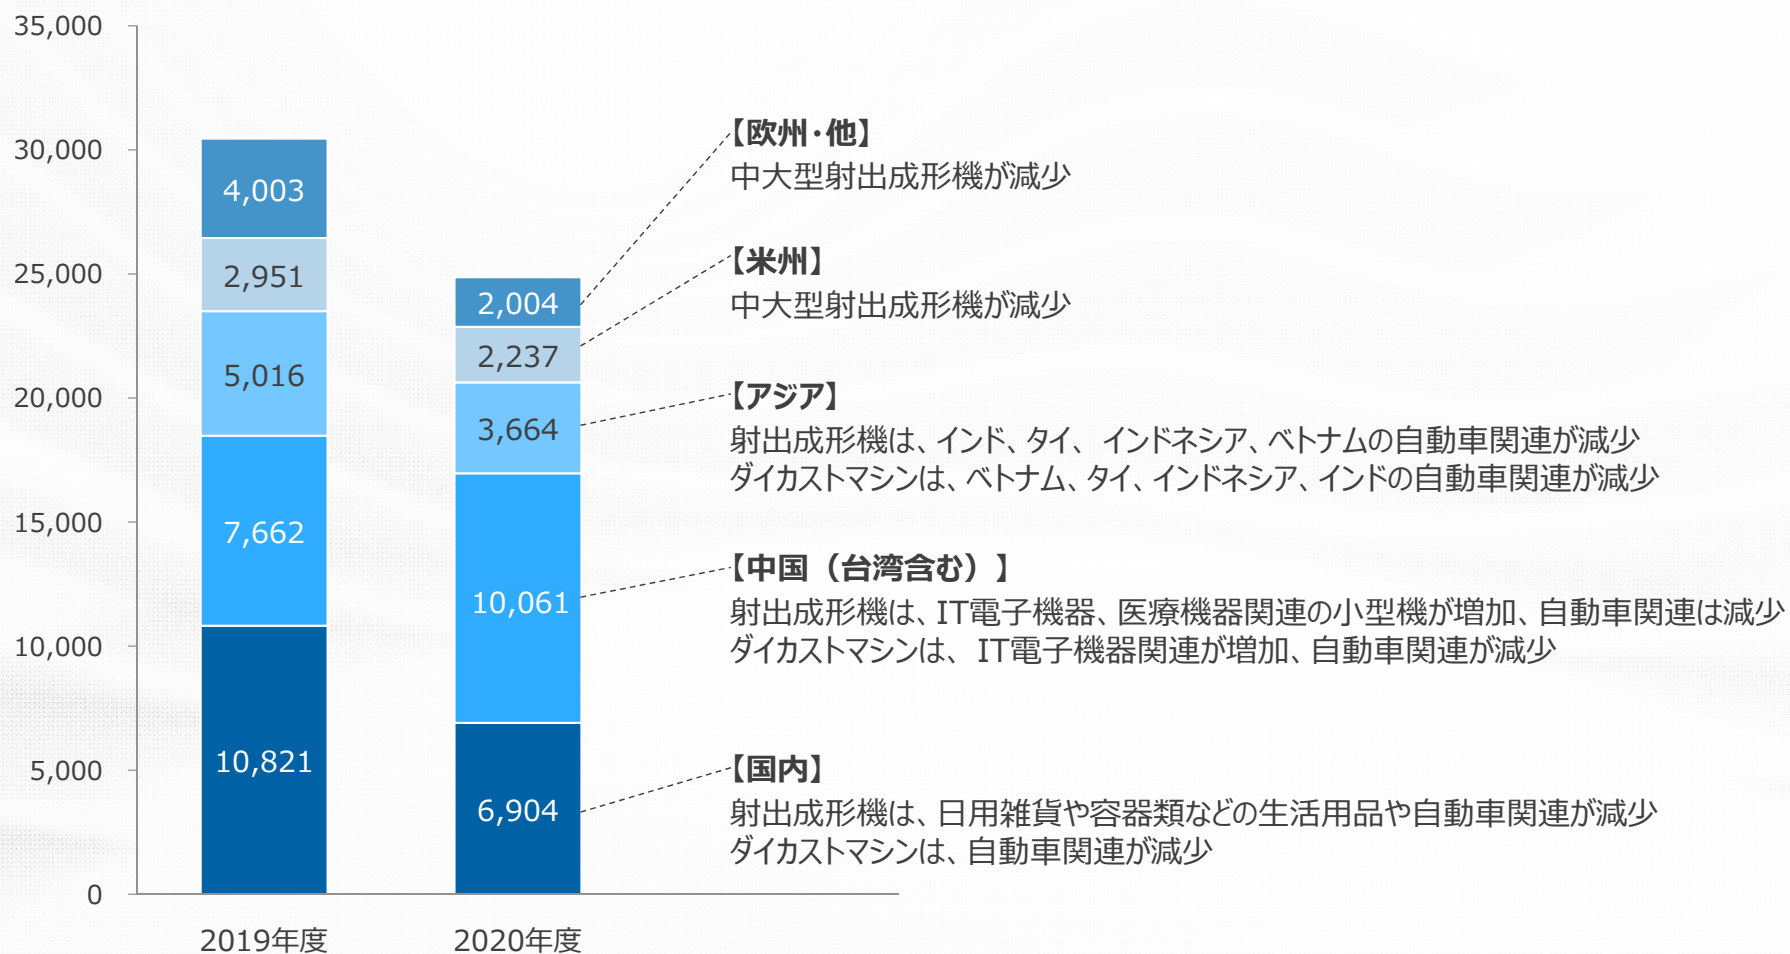 35,000
30,000
25,000
20,000
15,000
10,000
5,000
0
4,003
2,951
5,016
7,662
10,821
2019年度
2,004
2,237
3,664
10,061
6,904
2020年度
【欧州・他】
中大型射出成形機が減少
【米州】
中大型射出成形機が減少
【アジア】
射出成形機は、インド、タイ、 インドネシア、ベトナムの自動車関連が減少
ダイカストマシンは、ベトナム、タイ、インドネシア、インドの自動車関連が減少
【中国（台湾含む）】
射出成形機は、IT電子機器、医療機器関連の小型機が増加、自動車関連は減少
ダイカストマシンは、 IT電子機器関連が増加、自動車関連が減少
【国内】
射出成形機は、日用雑貨や容器類などの生活用品や自動車関連が減少
ダイカストマシンは、自動車関連が減少